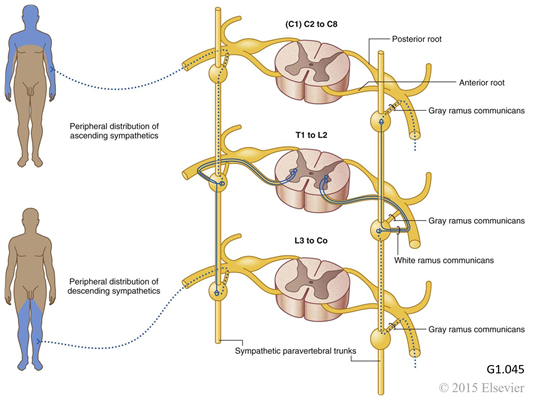 (C1) C2 to C8
Posterior root
Anterior root
Gray ramus communicans
Peripheral distribution of
ascending sympathetics
T1 to L2
Gray ramus communicans
White ramus communicans
L3 to Co
Peripheral distribution of
descending sympathetics
Gray ramus communicans
Sympathetic paravertebral trunks
G1.045
© 2015 Elsevier